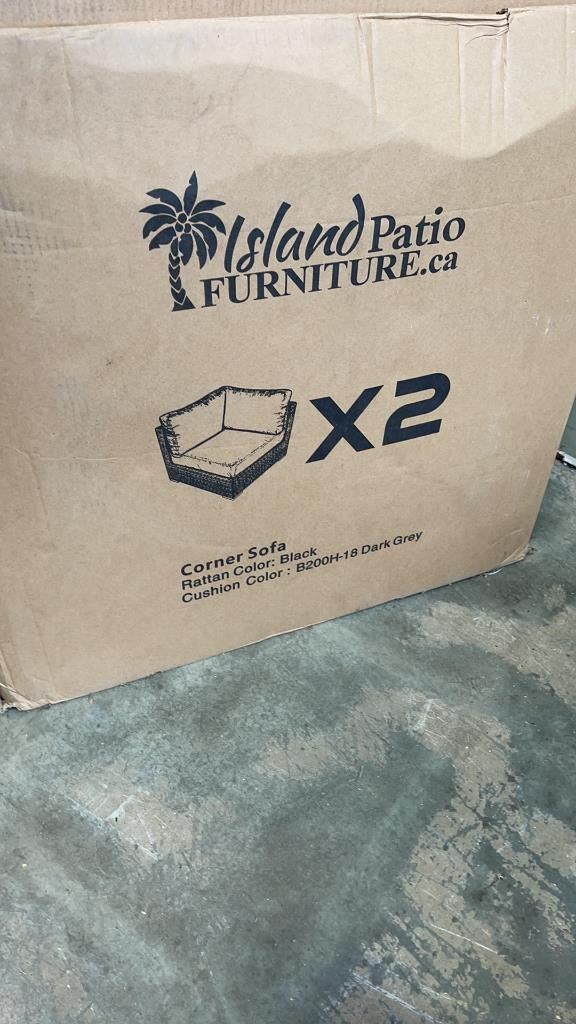 Island Patio
FURNITURE.ca
X2
Corner Sofa
Rattan Color: Black
Cushion Color : B200H-18 Dark Grey